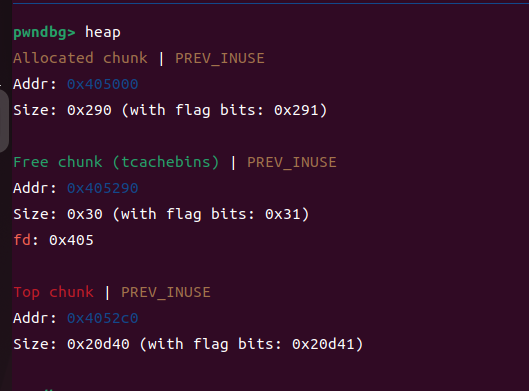 pwndbg> heap
Allocated chunk | PREV_INUSE
Addr: 0x405000
Size: 0x290 (with flag bits: 0x291)
Free chunk (tcachebins) | PREV_INUSE
Addr: 0x405290
Size: 0x30 (with flag bits: 0x31)
fd: 0x405
Top chunk | PREV_INUSE
Addr: 0x4052c0
Size: 0x20d40 (with flag bits: 0x20d41)